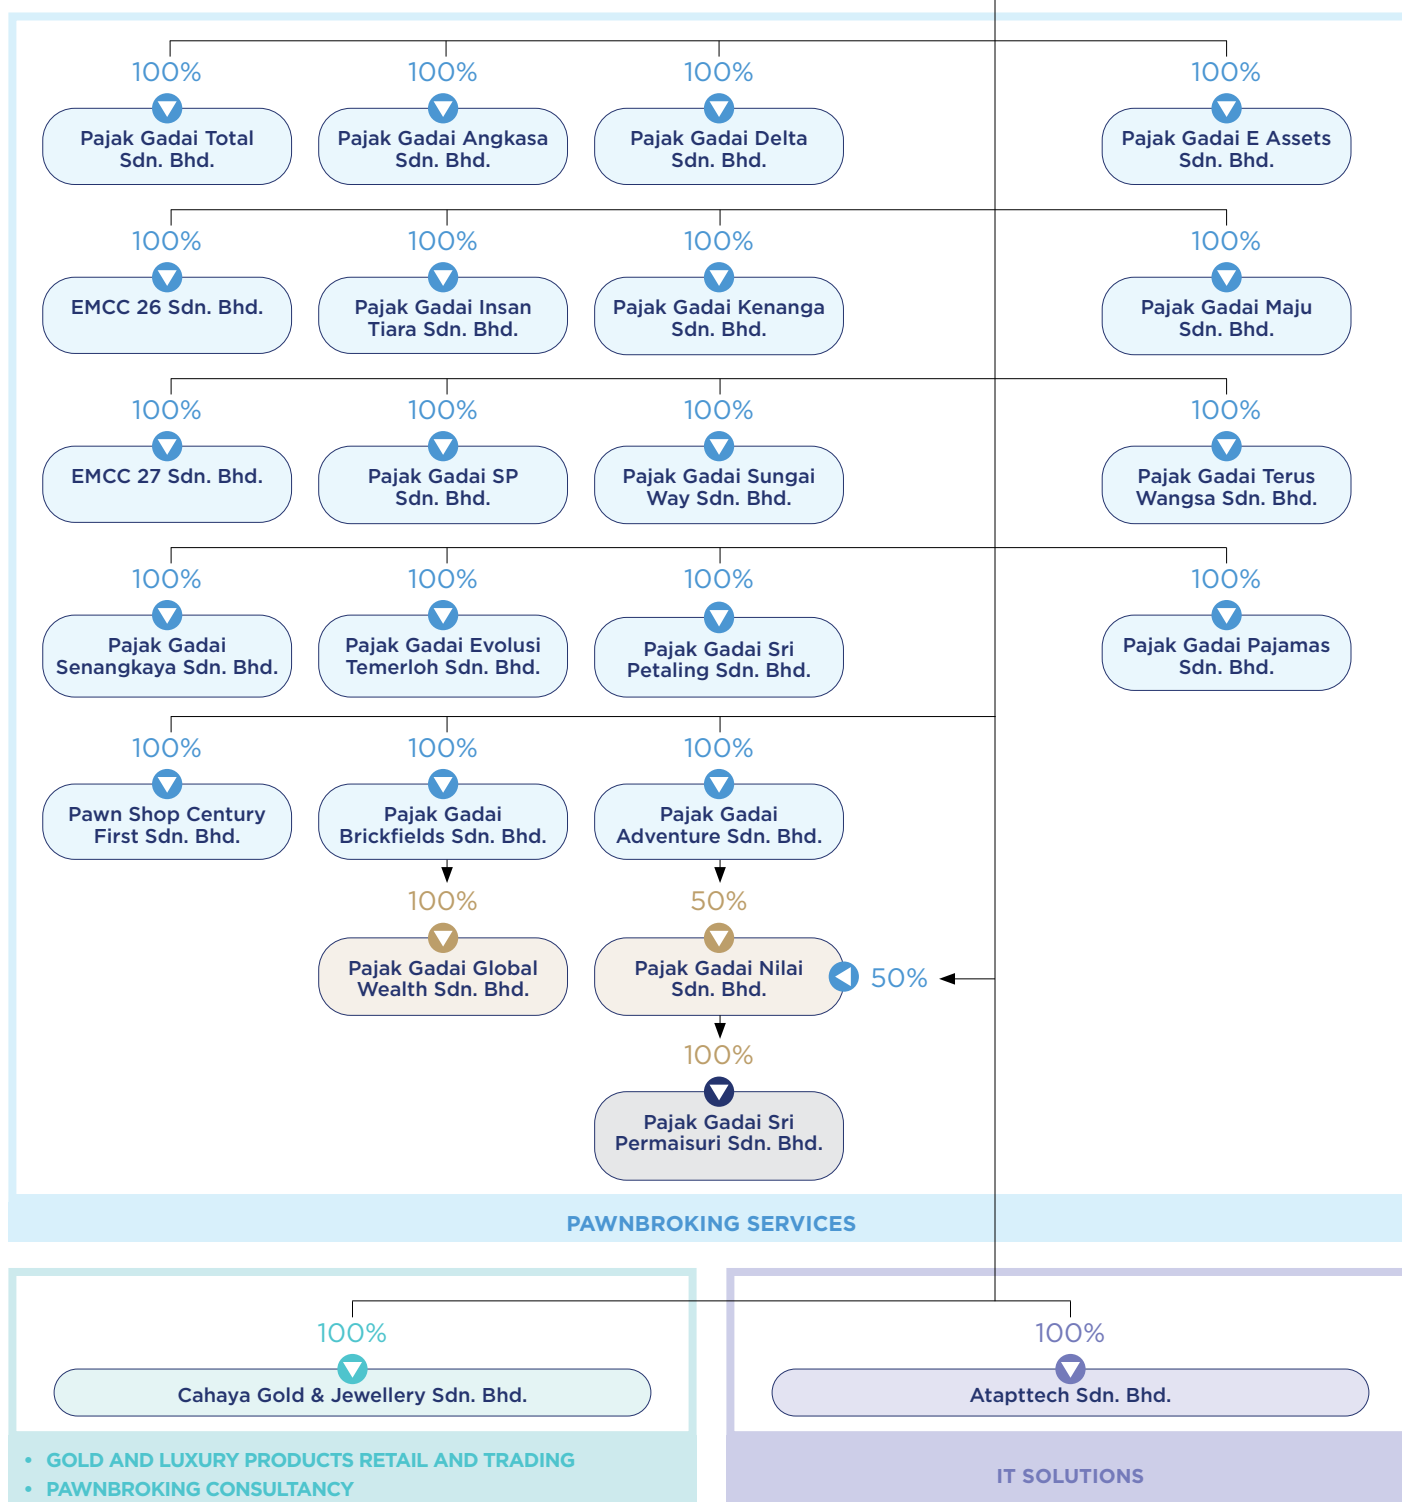 100%
100%
100%
100%
Pajak Gadai Total
Sdn. Bhd.
Pajak Gadai Angkasa
Sdn. Bhd.
Pajak Gadai Delta
Sdn. Bhd.
Pajak Gadai E Assets
Sdn. Bhd.
100%
100%
100%
100%
EMCC 26 Sdn. Bhd.
Pajak Gadai Insan
Tiara Sdn. Bhd.
Pajak Gadai Kenanga
Sdn. Bhd.
Pajak Gadai Maju
Sdn. Bhd.
100%
100%
100%
100%
EMCC 27 Sdn. Bhd.
Pajak Gadai SP
Sdn. Bhd.
Pajak Gadai Sungai
Way Sdn. Bhd.
Pajak Gadai Terus
Wangsa Sdn. Bhd.
100%
100%
100%
100%
Pajak Gadai
Senangkaya Sdn. Bhd.
Pajak Gadai Evolusi
Temerloh Sdn. Bhd.
Pajak Gadai Sri
Petaling Sdn. Bhd.
Pajak Gadai Pajamas
Sdn. Bhd.
100%
100%
100%
Pawn Shop Century
First Sdn. Bhd.
Pajak Gadai
Brickfields Sdn. Bhd.
Pajak Gadai
Adventure Sdn. Bhd.
100%
50%
Pajak Gadai Global
Wealth Sdn. Bhd.
Pajak Gadai Nilai
Sdn. Bhd.
50%
100%
Pajak Gadai Sri
Permaisuri Sdn. Bhd.
PAWNBROKING SERVICES
100%
Cahaya Gold & Jewellery Sdn. Bhd.
• GOLD AND LUXURY PRODUCTS RETAIL AND TRADING
• PAWNBROKING CONSULTANCY
100%
Atapttech Sdn. Bhd.
IT SOLUTIONS